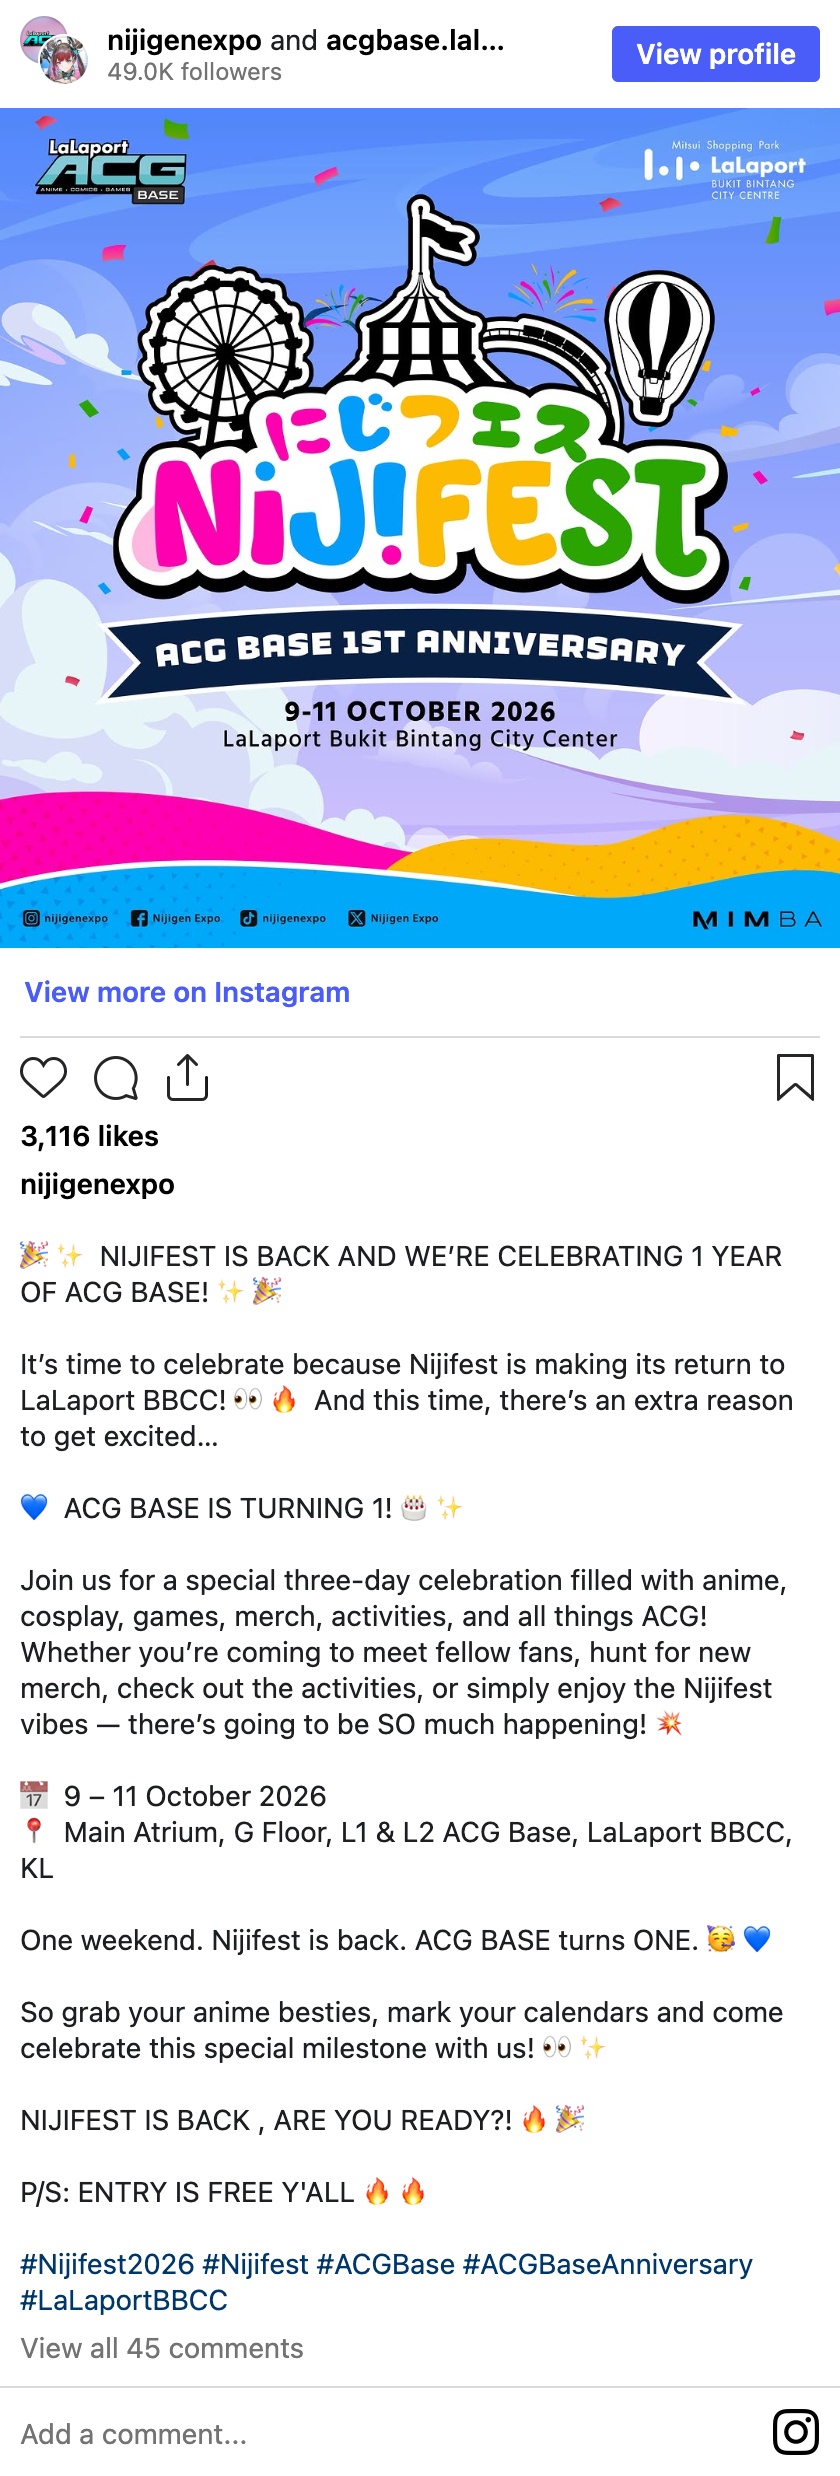 nijigenexpo and acgbase.lal...
49.0K followers
View profile
LaLaport
ACG
ANIME . COMICS . GAMES
BASE
Mitsui Shopping Park
LaLaport
BUKIT BINTANG
CITY CENTRE
にじフェス
NIJ!FEST
ACG BASE 1ST ANNIVERSARY
9-11 OCTOBER 2026
LaLaport Bukit Bintang City Center
nijigenexpo Nijigen Expo nijigenexpo Nijigen Expo
MIMBA
View more on Instagram
3,116 likes
nijigenexpo
🎉✨ NIJIFEST IS BACK AND WE’RE CELEBRATING 1 YEAR
OF ACG BASE! ✨🎉
It’s time to celebrate because Nijifest is making its return to
LaLaport BBCC! 👀🔥 And this time, there’s an extra reason
to get excited…
💙 ACG BASE IS TURNING 1! 🎂✨
Join us for a special three-day celebration filled with anime,
cosplay, games, merch, activities, and all things ACG!
Whether you’re coming to meet fellow fans, hunt for new
merch, check out the activities, or simply enjoy the Nijifest
vibes — there’s going to be SO much happening! 💥
📅 9 – 11 October 2026
📍 Main Atrium, G Floor, L1 & L2 ACG Base, LaLaport BBCC,
KL
One weekend. Nijifest is back. ACG BASE turns ONE. 🥳💙
So grab your anime besties, mark your calendars and come
celebrate this special milestone with us! 👀✨
NIJIFEST IS BACK , ARE YOU READY?! 🔥🎉
P/S: ENTRY IS FREE Y'ALL 🔥🔥
#Nijifest2026 #Nijifest #ACGBase #ACGBaseAnniversary
#LaLaportBBCC
View all 45 comments
Add a comment...